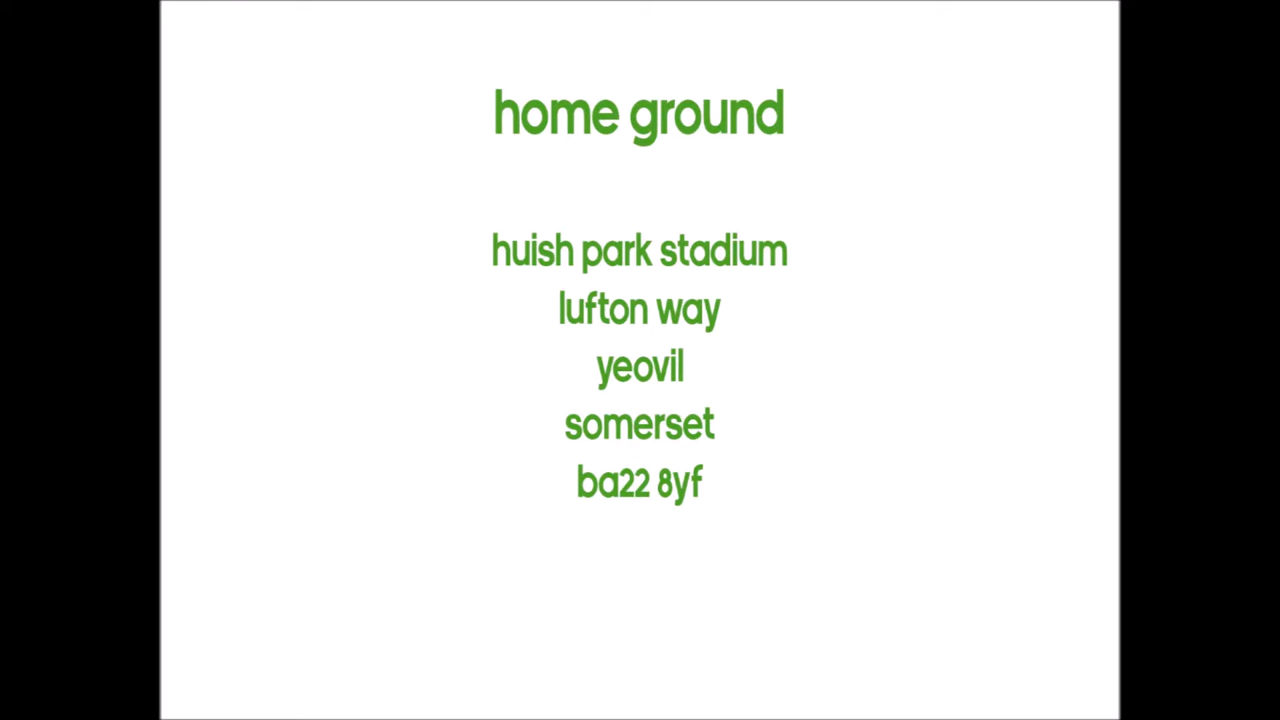 home ground
huish park stadium
lufton way
yeovil
somerset
ba22 8yf